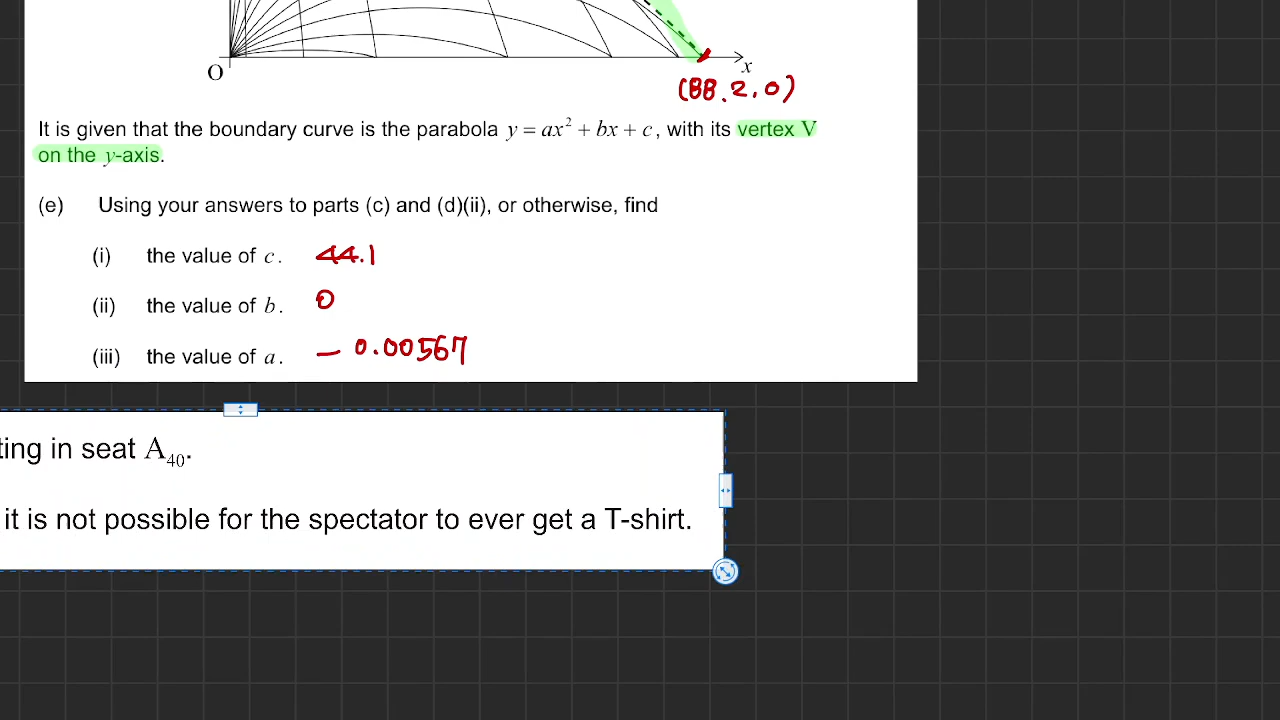 O
x
(88.2,0)
It is given that the boundary curve is the parabola y = ax² + bx + c, with its vertex V
on the y-axis.
(e) Using your answers to parts (c) and (d)(ii), or otherwise, find
(i) the value of c. 44.1
(ii) the value of b. 0
(iii) the value of a. – 0.00567
ting in seat A₄₀.
it is not possible for the spectator to ever get a T-shirt.